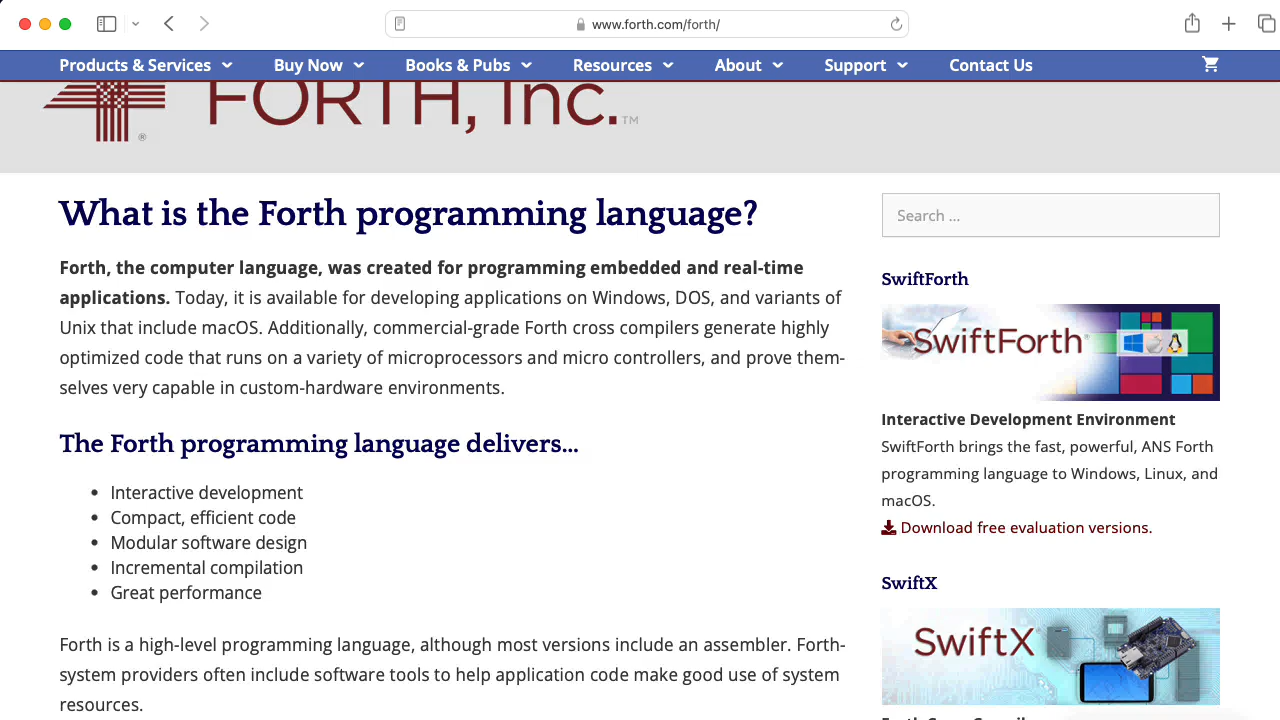 www.forth.com/forth/
Products & Services
Buy Now
Books & Pubs
Resources
About
Support
Contact Us
FORTH, Inc.™
®
What is the Forth programming language?
Forth, the computer language, was created for programming embedded and real-time
applications. Today, it is available for developing applications on Windows, DOS, and variants of
Unix that include macOS. Additionally, commercial-grade Forth cross compilers generate highly
optimized code that runs on a variety of microprocessors and micro controllers, and prove them-
selves very capable in custom-hardware environments.
The Forth programming language delivers…
• Interactive development
• Compact, efficient code
• Modular software design
• Incremental compilation
• Great performance
Forth is a high-level programming language, although most versions include an assembler. Forth-
system providers often include software tools to help application code make good use of system
resources.
Search …
SwiftForth
SwiftForth®
Interactive Development Environment
SwiftForth brings the fast, powerful, ANS Forth
programming language to Windows, Linux, and
macOS.
Download free evaluation versions.
SwiftX
SwiftX®